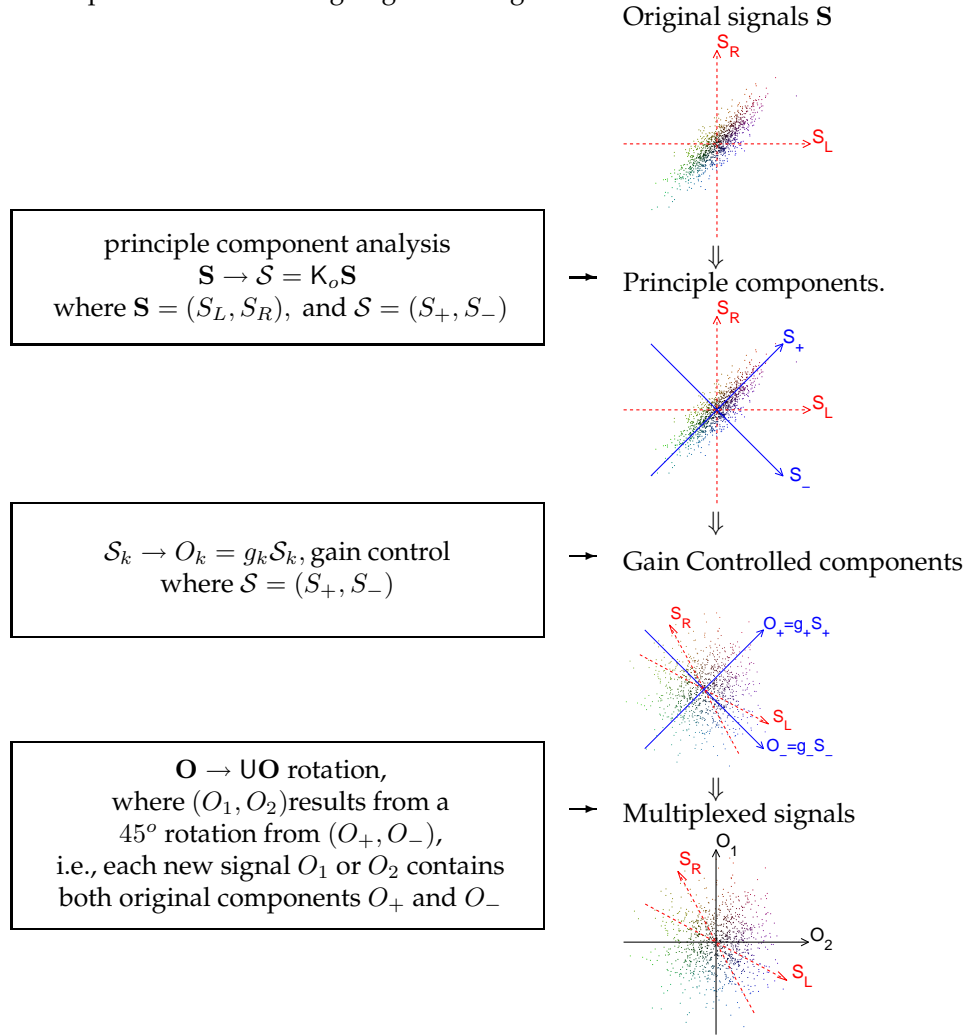 Original signals S
S_R
S_L
principle component analysis
S → 𝒮 = K_o S
where S = (S_L, S_R), and 𝒮 = (S_+, S_−)
Principle components.
S_R
S_+
S_L
S_−
𝒮_k → O_k = g_k 𝒮_k, gain control
where 𝒮 = (S_+, S_−)
Gain Controlled components
S_R
O_+=g_+S_+
S_L
O_−=g_−S_−
O → UO rotation,
where (O_1, O_2)results from a
45^o rotation from (O_+, O_−),
i.e., each new signal O_1 or O_2 contains
both original components O_+ and O_−
Multiplexed signals
O_1
S_R
O_2
S_L